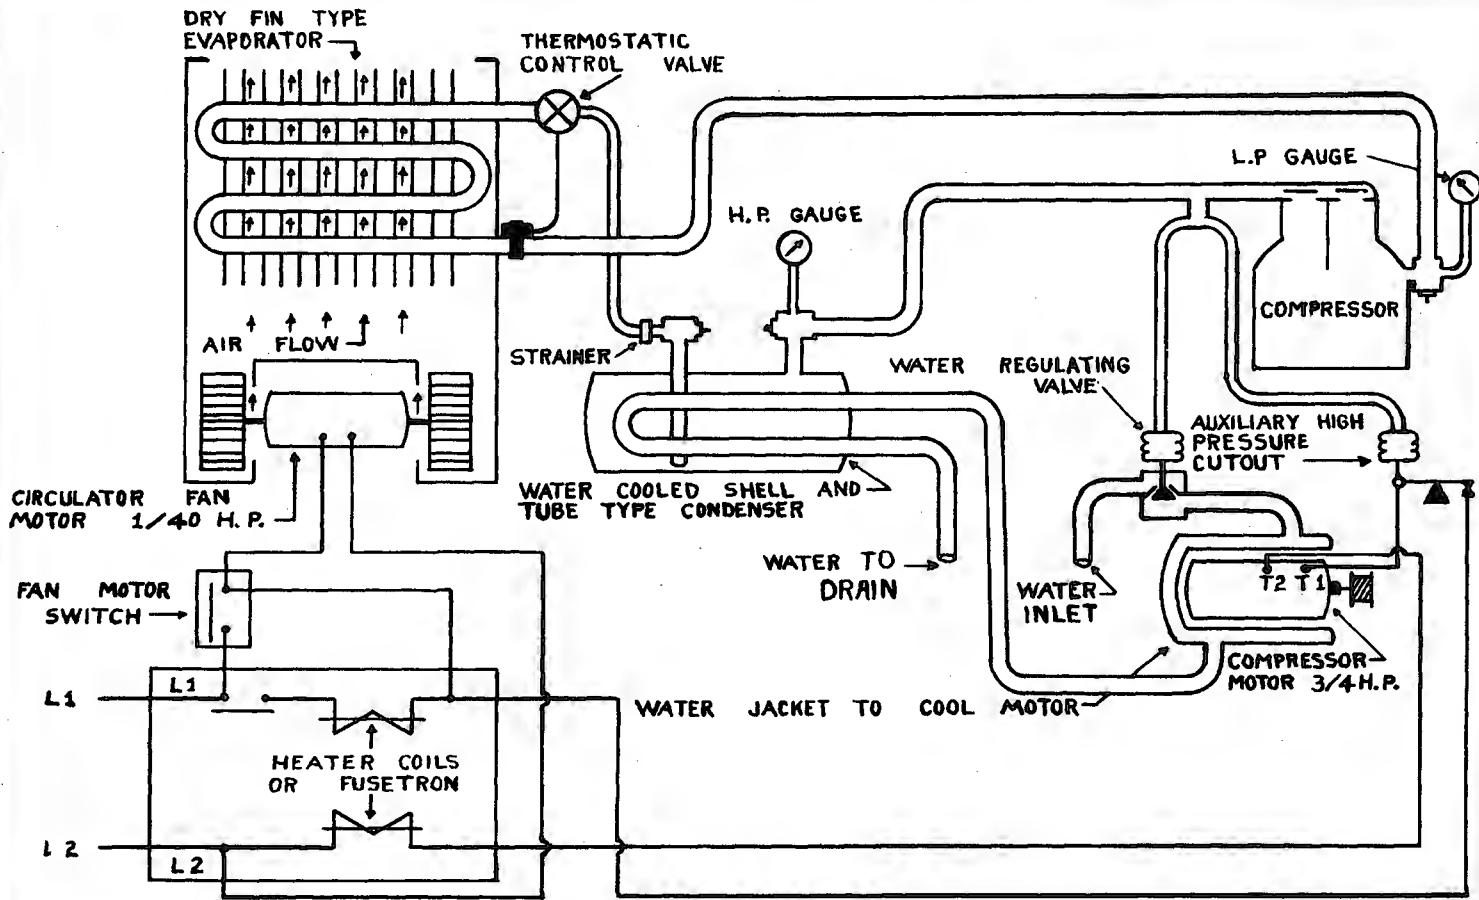 DRY FIN TYPE
EVAPORATOR
THERMOSTATIC
CONTROL VALVE
L.P GAUGE
H.P. GAUGE
COMPRESSOR
AIR FLOW
STRAINER
WATER REGULATING
VALVE
AUXILIARY HIGH
PRESSURE
CUTOUT
CIRCULATOR FAN
MOTOR 1/40 H.P.
WATER COOLED SHELL AND
TUBE TYPE CONDENSER
WATER TO
DRAIN
WATER
INLET
T2 T1
FAN MOTOR
SWITCH
COMPRESSOR
MOTOR 3/4 H.P.
L1
L1
WATER JACKET TO COOL MOTOR
HEATER COILS
OR FUSETRON
L2
L2